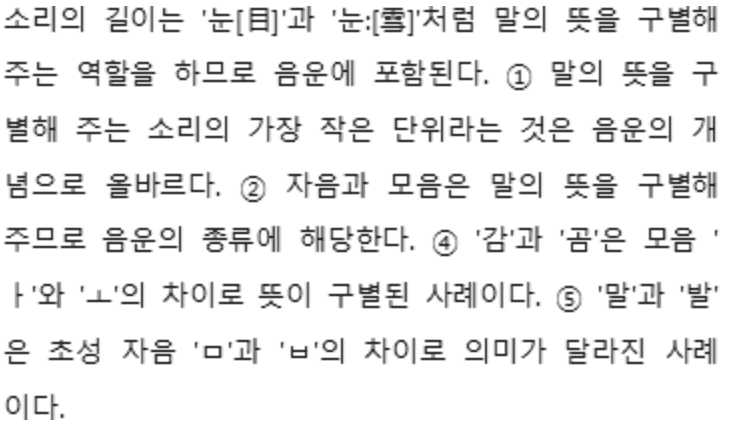 소리의 길이는 '눈[目]'과 '눈:[雪]'처럼 말의 뜻을 구별해
주는 역할을 하므로 음운에 포함된다. ① 말의 뜻을 구
별해 주는 소리의 가장 작은 단위라는 것은 음운의 개
념으로 올바르다. ② 자음과 모음은 말의 뜻을 구별해
주므로 음운의 종류에 해당한다. ④ '감'과 '곰'은 모음 '
ㅏ'와 'ㅗ'의 차이로 뜻이 구별된 사례이다. ⑤ '말'과 '발'
은 초성 자음 'ㅁ'과 'ㅂ'의 차이로 의미가 달라진 사례
이다.